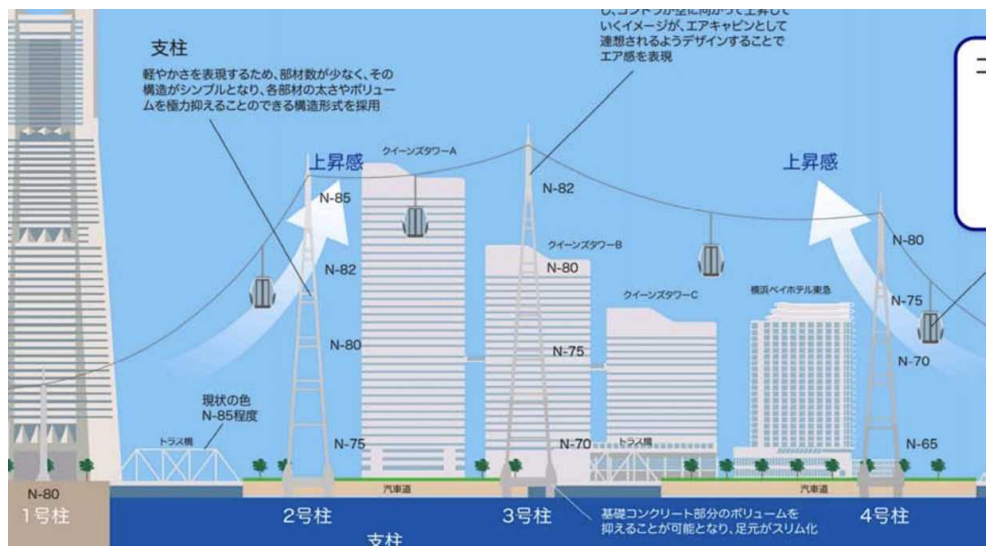 し、ゴンドラが空に向かって上昇して
いくイメージが、エアキャビンとして
連想されるようデザインすることで
エア感を表現
支柱
軽やかさを表現するため、部材数が少なく、その
構造がシンプルとなり、各部材の太さやボリュー
ムを極力抑えることのできる構造形式を採用
上昇感
クイーンズタワーA
N-85
N-82
N-80
N-75
現状の色
N-85程度
トラス橋
N-82
クイーンズタワーB
N-80
N-75
N-70
クイーンズタワーC
トラス橋
横浜ベイホテル東急
上昇感
N-80
N-75
N-70
N-65
N-80
汽車道
汽車道
1号柱
2号柱
3号柱
基礎コンクリート部分のボリュームを
抑えることが可能となり、足元がスリム化
4号柱
支柱